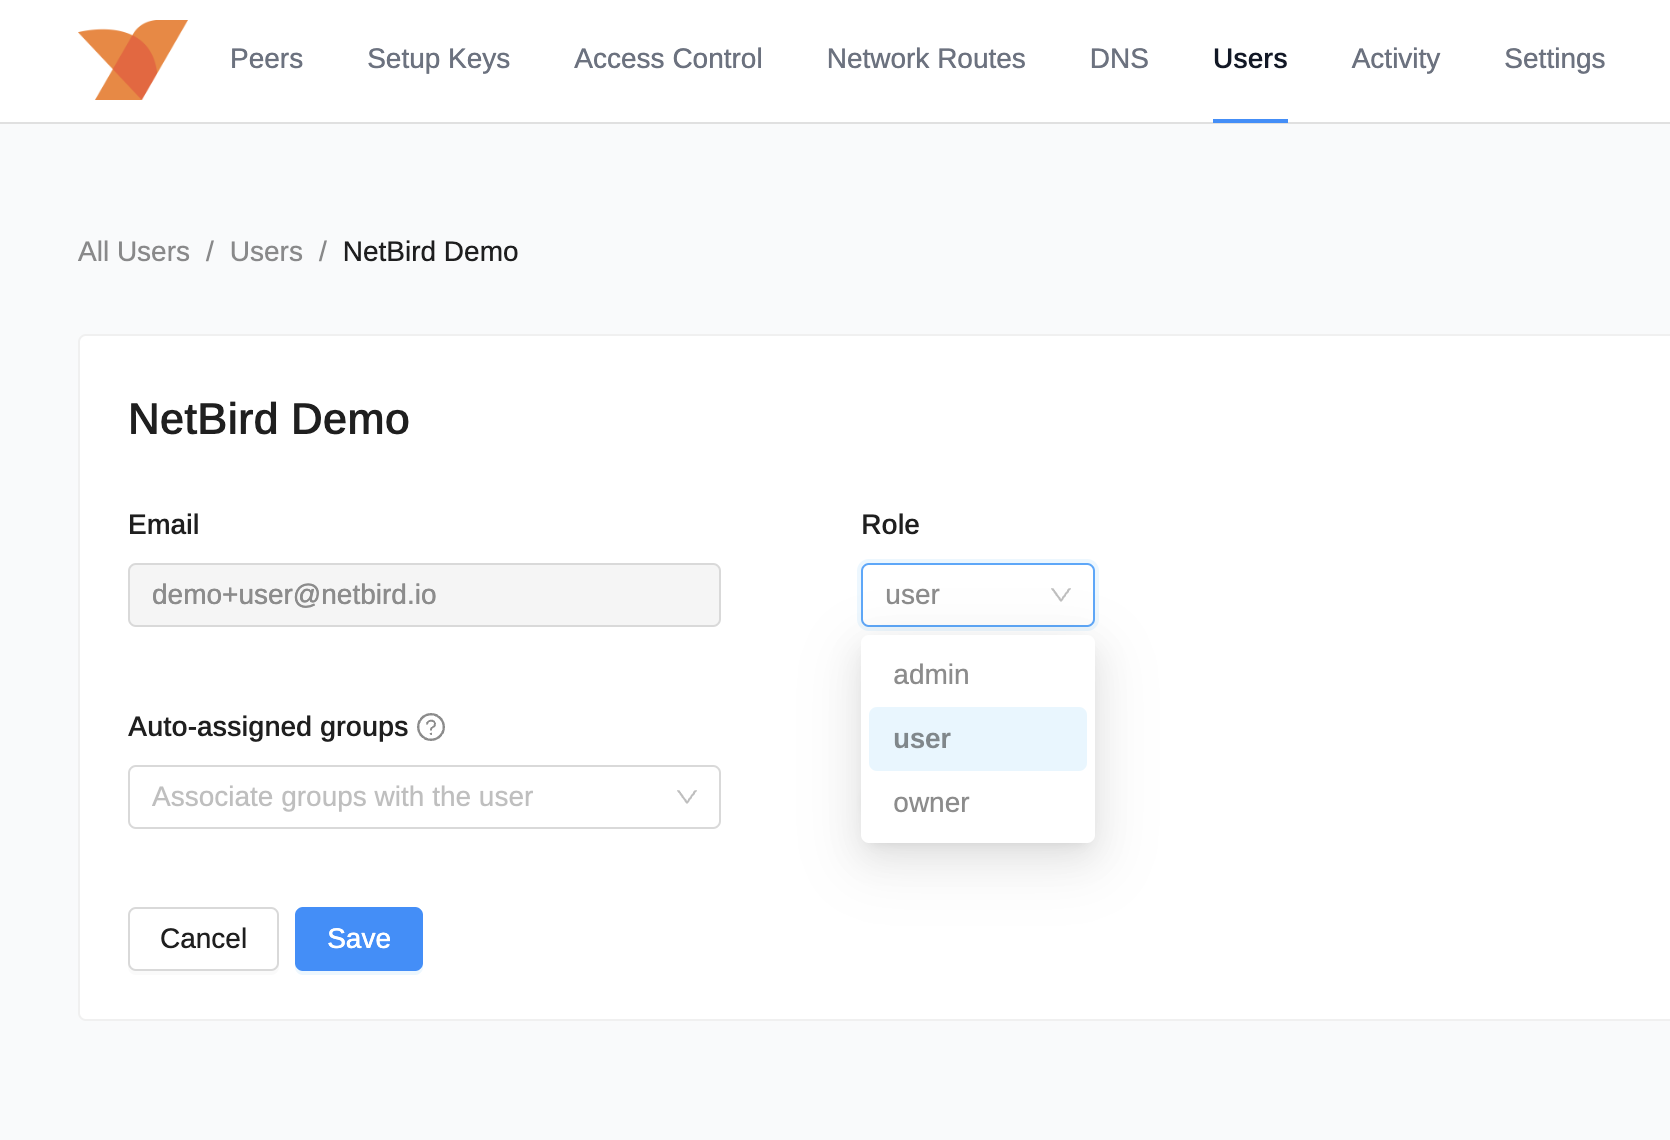 Peers Setup Keys Access Control Network Routes DNS Users Activity Settings
All Users / Users / NetBird Demo
NetBird Demo
Email
Role
demo+user@netbird.io
user
admin
user
owner
Auto-assigned groups ?
Associate groups with the user
Cancel
Save